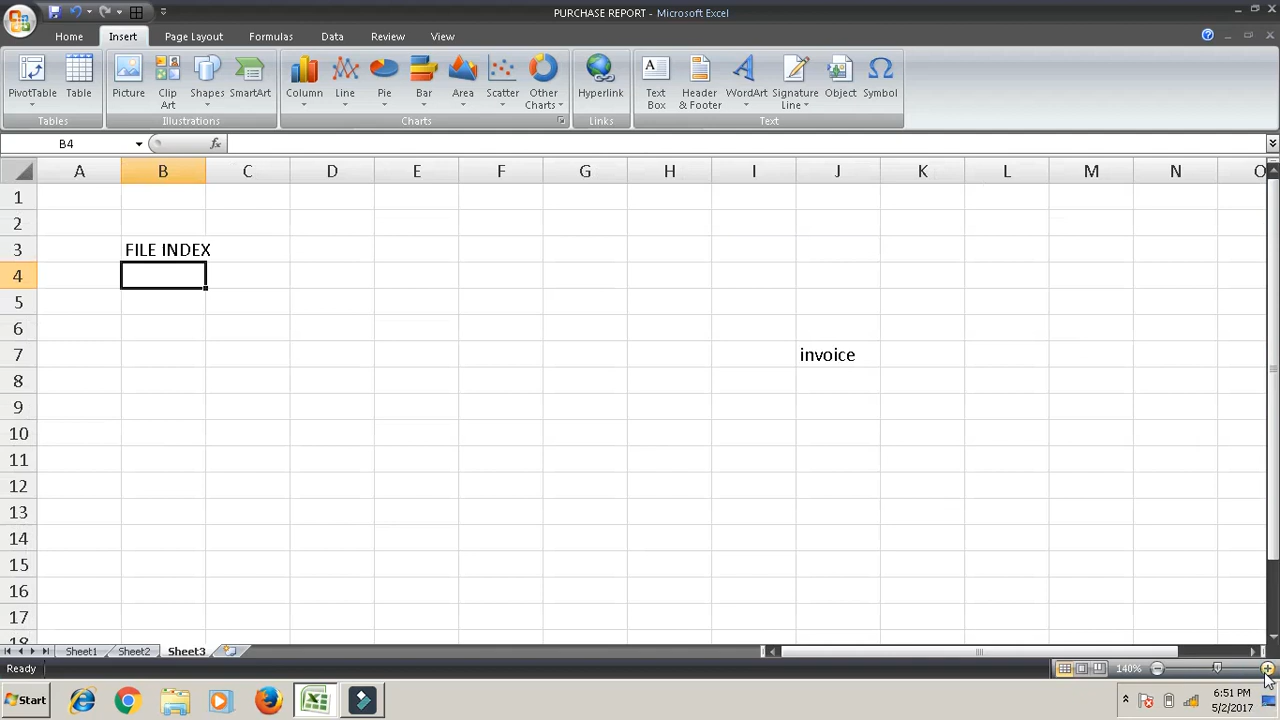 PURCHASE REPORT - Microsoft Excel
Home Insert Page Layout Formulas Data Review View
PivotTable Table Picture Clip Art Shapes SmartArt Column Line Pie Bar Area Scatter Other Charts Hyperlink Text Box Header & Footer WordArt Signature Line Object Symbol
Tables Illustrations Charts Links Text
B4 fx
A B C D E F G H I J K L M N O
1
2
3 FILE INDEX
4
5
6
7 invoice
8
9
10
11
12
13
14
15
16
17
18
Sheet1 Sheet2 Sheet3
Ready 140%
Start 6:51 PM
5/2/2017